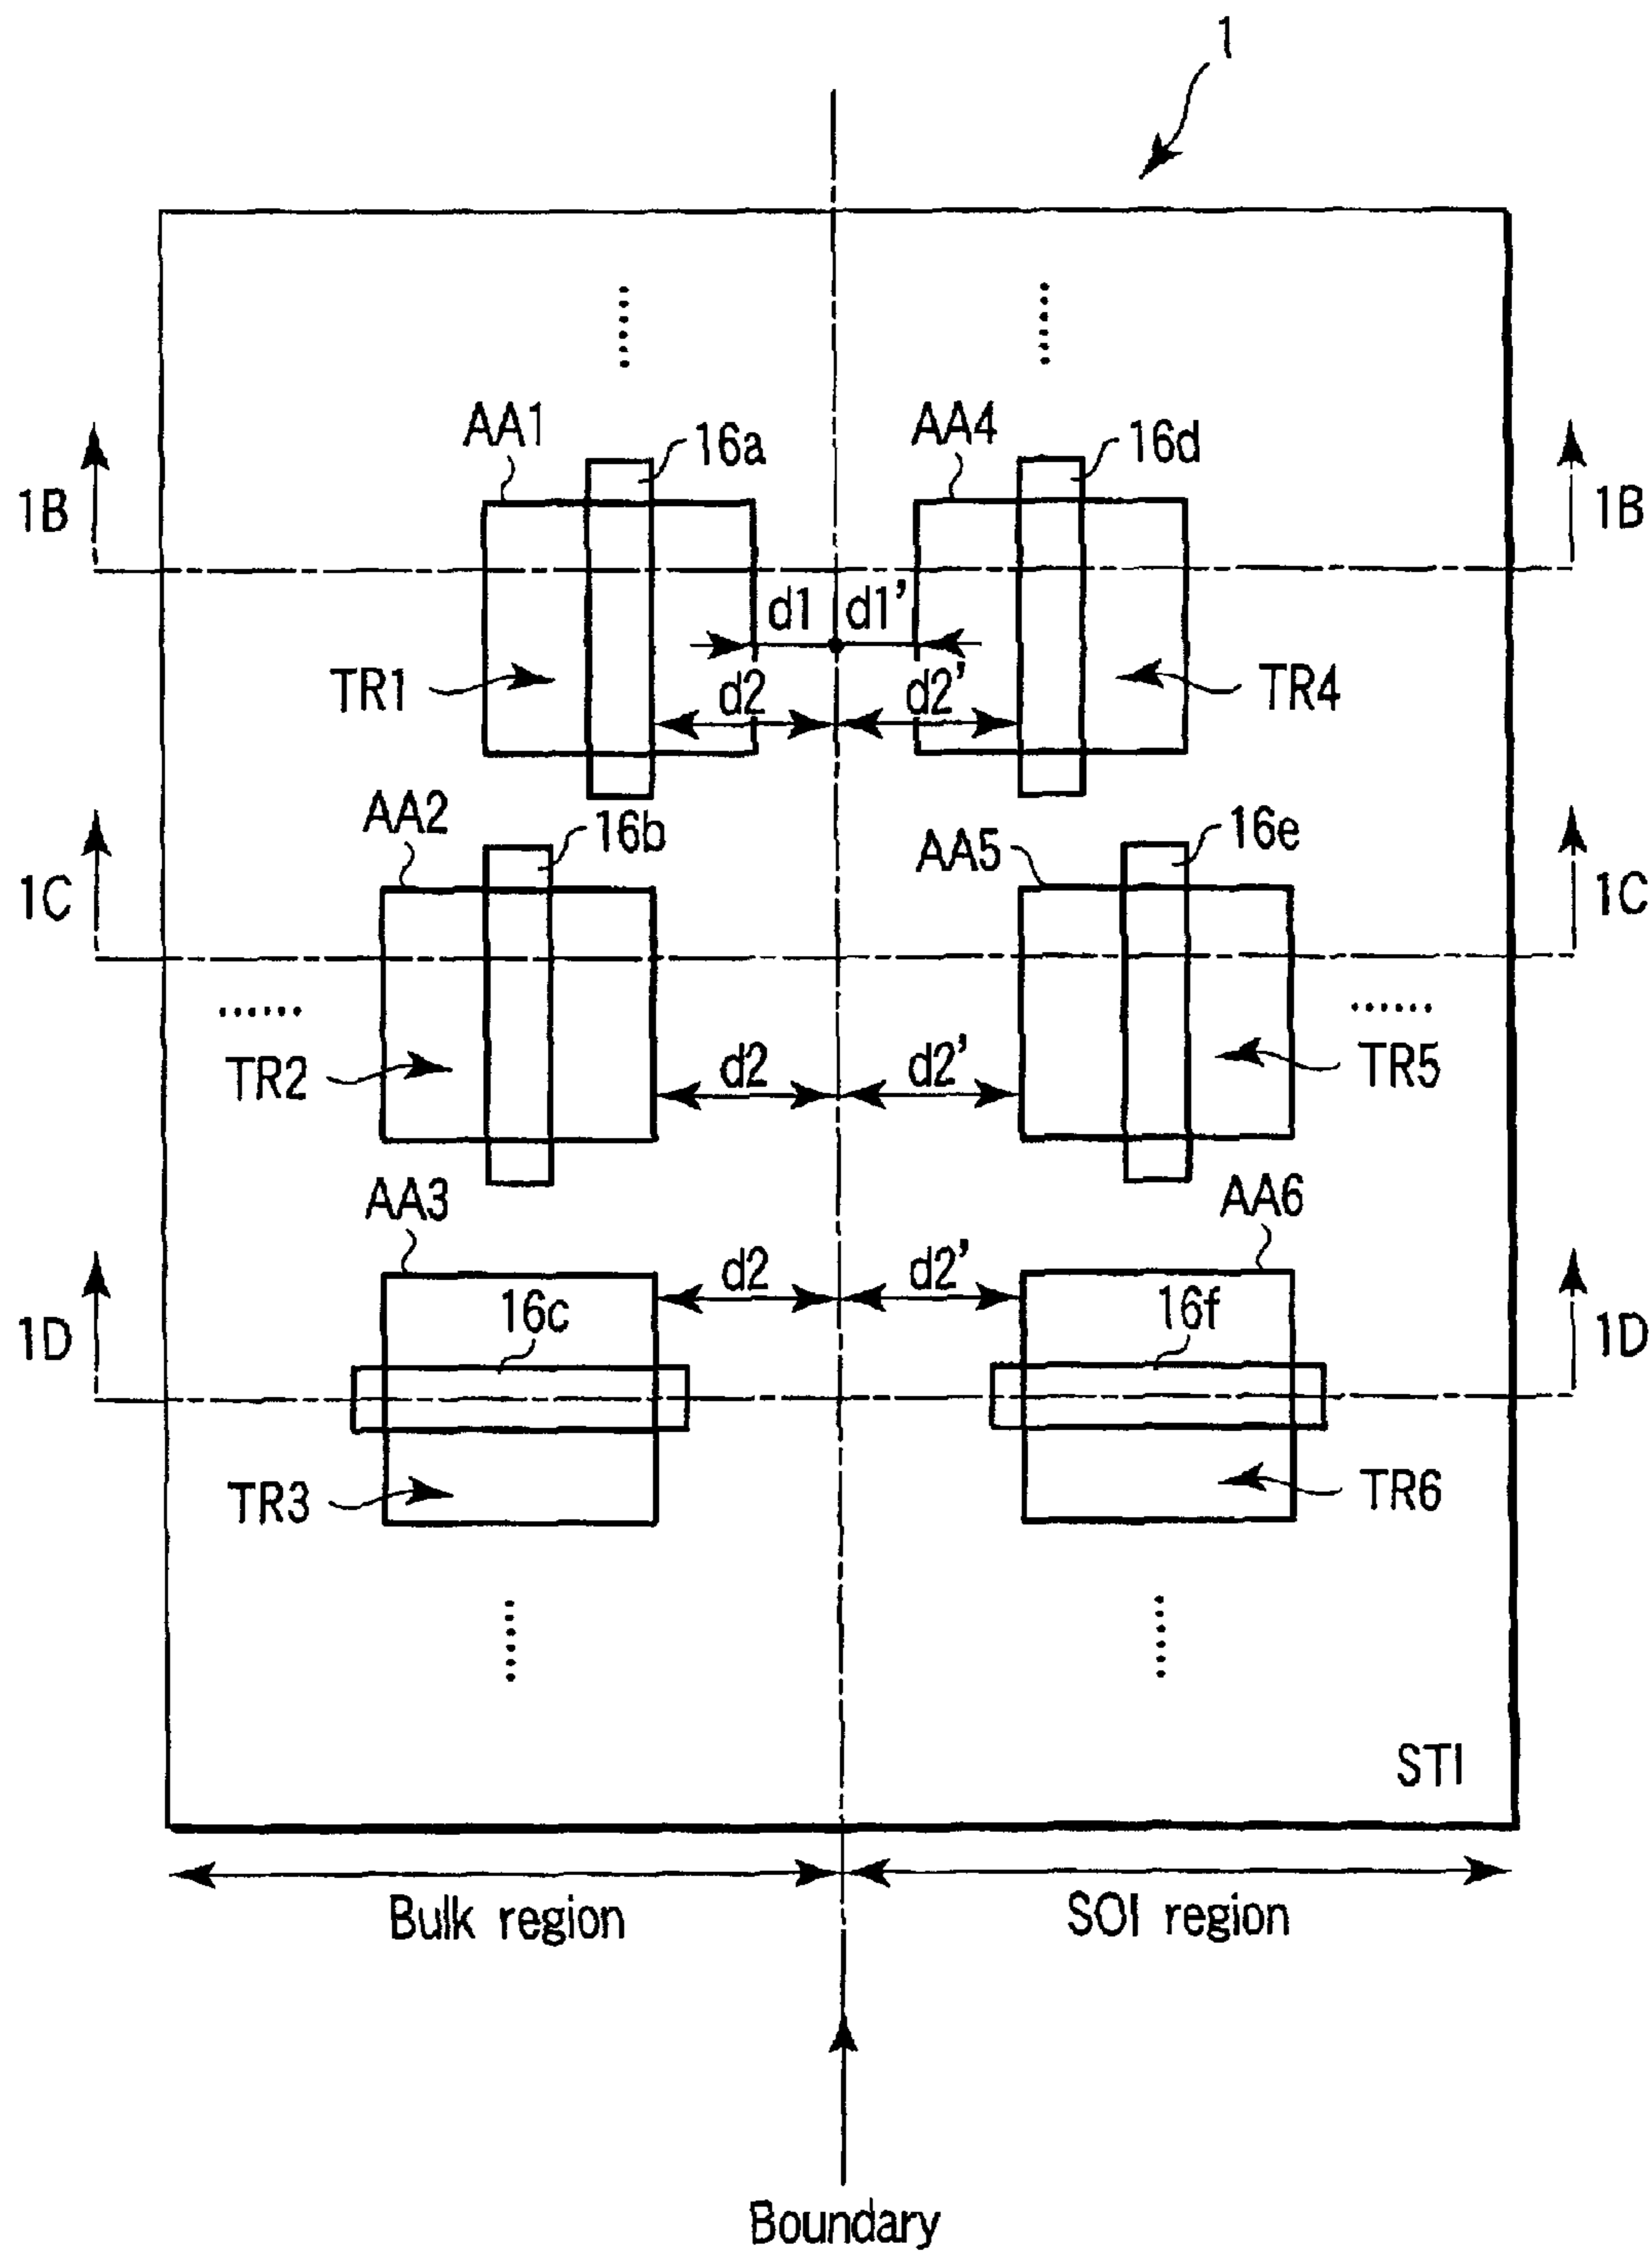 1
AA1
16a
AA4
16d
1B
1B
d1
d1'
TR1
d2
d2'
TR4
AA2
16b
AA5
16e
1C
1C
TR2
d2
d2'
TR5
AA3
AA6
d2
d2'
16c
16f
1D
1D
TR3
TR6
STI
Bulk region
SOI region
Boundary